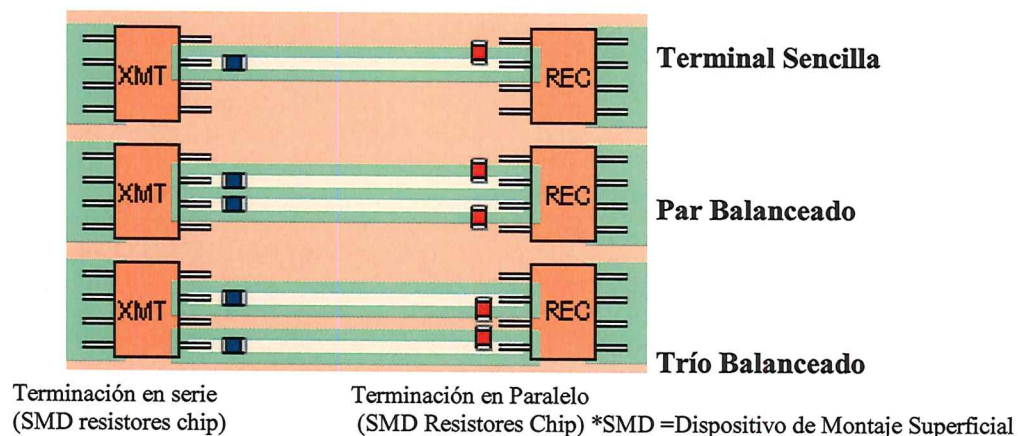 XMT
REC
Terminal Sencilla
XMT
REC
Par Balanceado
XMT
REC
Trío Balanceado
Terminación en serie
(SMD resistores chip)
Terminación en Paralelo
(SMD Resistores Chip) *SMD =Dispositivo de Montaje Superficial